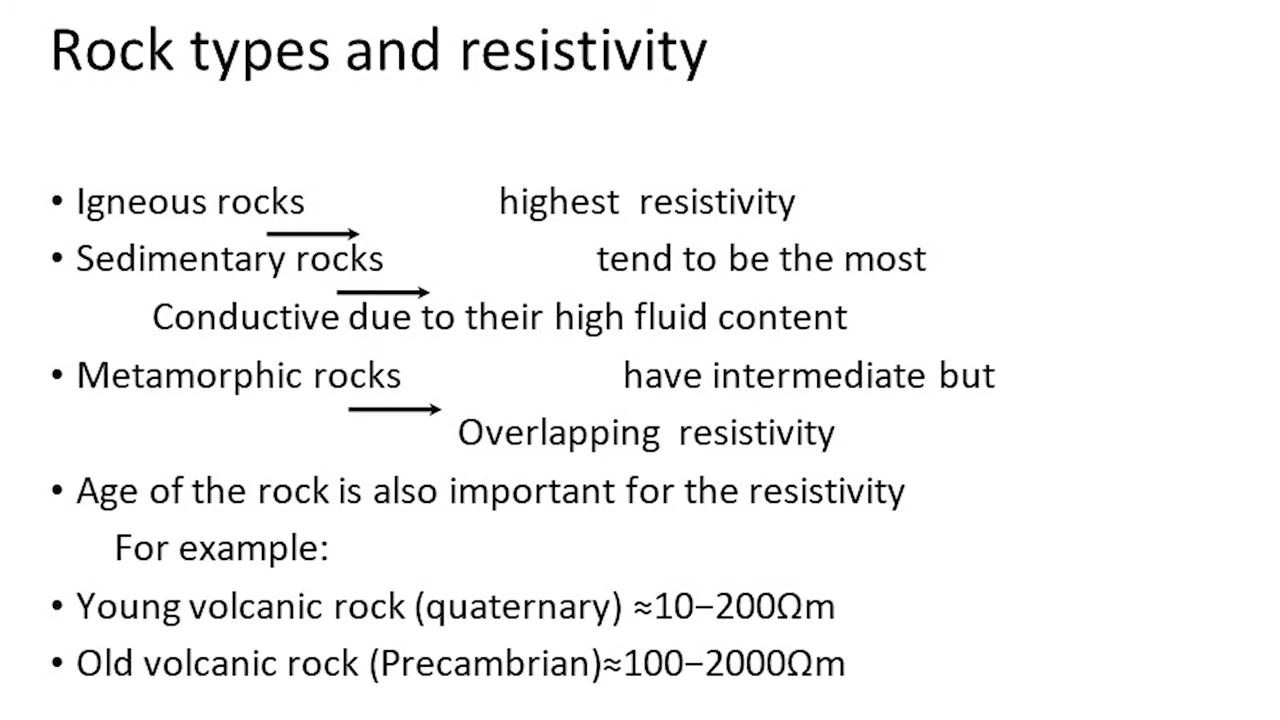 Rock types and resistivity
• Igneous rocks highest resistivity
• Sedimentary rocks tend to be the most
Conductive due to their high fluid content
• Metamorphic rocks have intermediate but
Overlapping resistivity
• Age of the rock is also important for the resistivity
For example:
• Young volcanic rock (quaternary) ≈10−200Ωm
• Old volcanic rock (Precambrian)≈100−2000Ωm